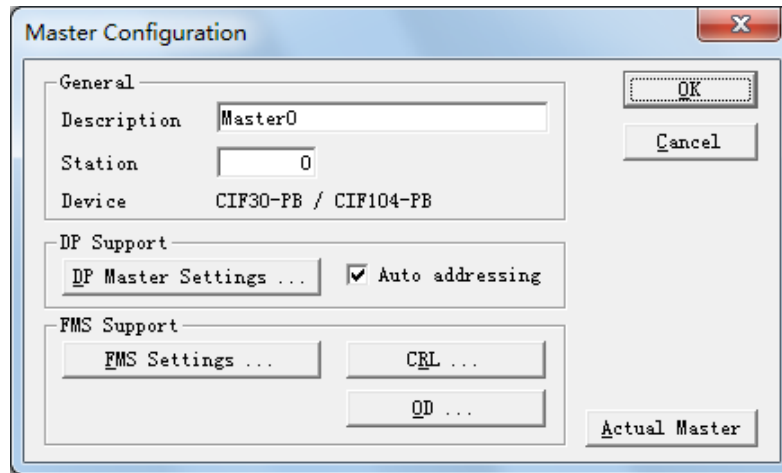 Master Configuration
General
Description Master0
Station 0
Device CIF30-PB / CIF104-PB
OK
Cancel
DP Support
DP Master Settings ... Auto addressing
FMS Support
FMS Settings ... CRL ...
OD ...
Actual Master